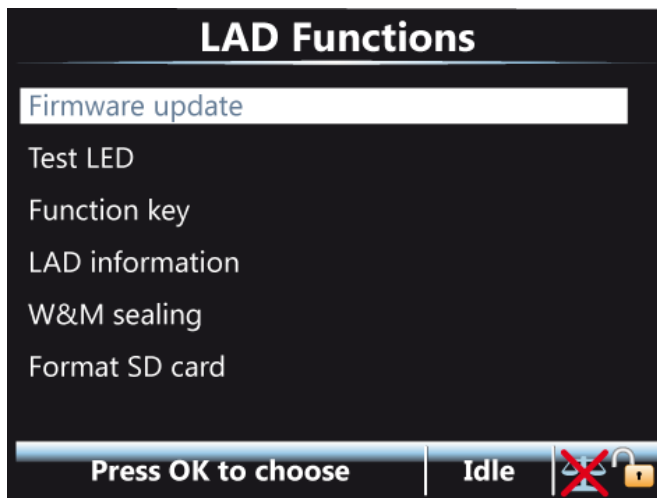 LAD Functions
Firmware update
Test LED
Function key
LAD information
W&M sealing
Format SD card
Press OK to choose
Idle